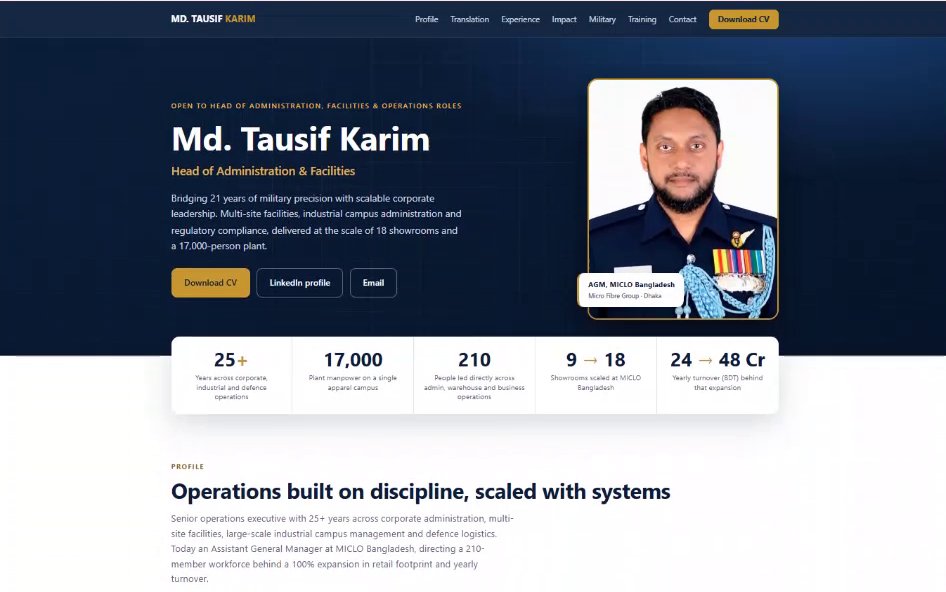 MD. TAUSIF KARIM
Profile Translation Experience Impact Military Training Contact Download CV
OPEN TO HEAD OF ADMINISTRATION, FACILITIES & OPERATIONS ROLES
Md. Tausif Karim
Head of Administration & Facilities
Bridging 21 years of military precision with scalable corporate
leadership. Multi-site facilities, industrial campus administration and
regulatory compliance, delivered at the scale of 18 showrooms and
a 17,000-person plant.
Download CV LinkedIn profile Email
AGM, MICLO Bangladesh
Micro Fibre Group · Dhaka
25+
Years across corporate,
industrial and defence
operations
17,000
Plant manpower on a single
apparel campus
210
People led directly across
admin, warehouse and business
operations
9 → 18
Showrooms scaled at MICLO
Bangladesh
24 → 48 Cr
Yearly turnover (BDT) behind
that expansion
PROFILE
Operations built on discipline, scaled with systems
Senior operations executive with 25+ years across corporate administration, multi-
site facilities, large-scale industrial campus management and defence logistics.
Today an Assistant General Manager at MICLO Bangladesh, directing a 210-
member workforce behind a 100% expansion in retail footprint and yearly
turnover.